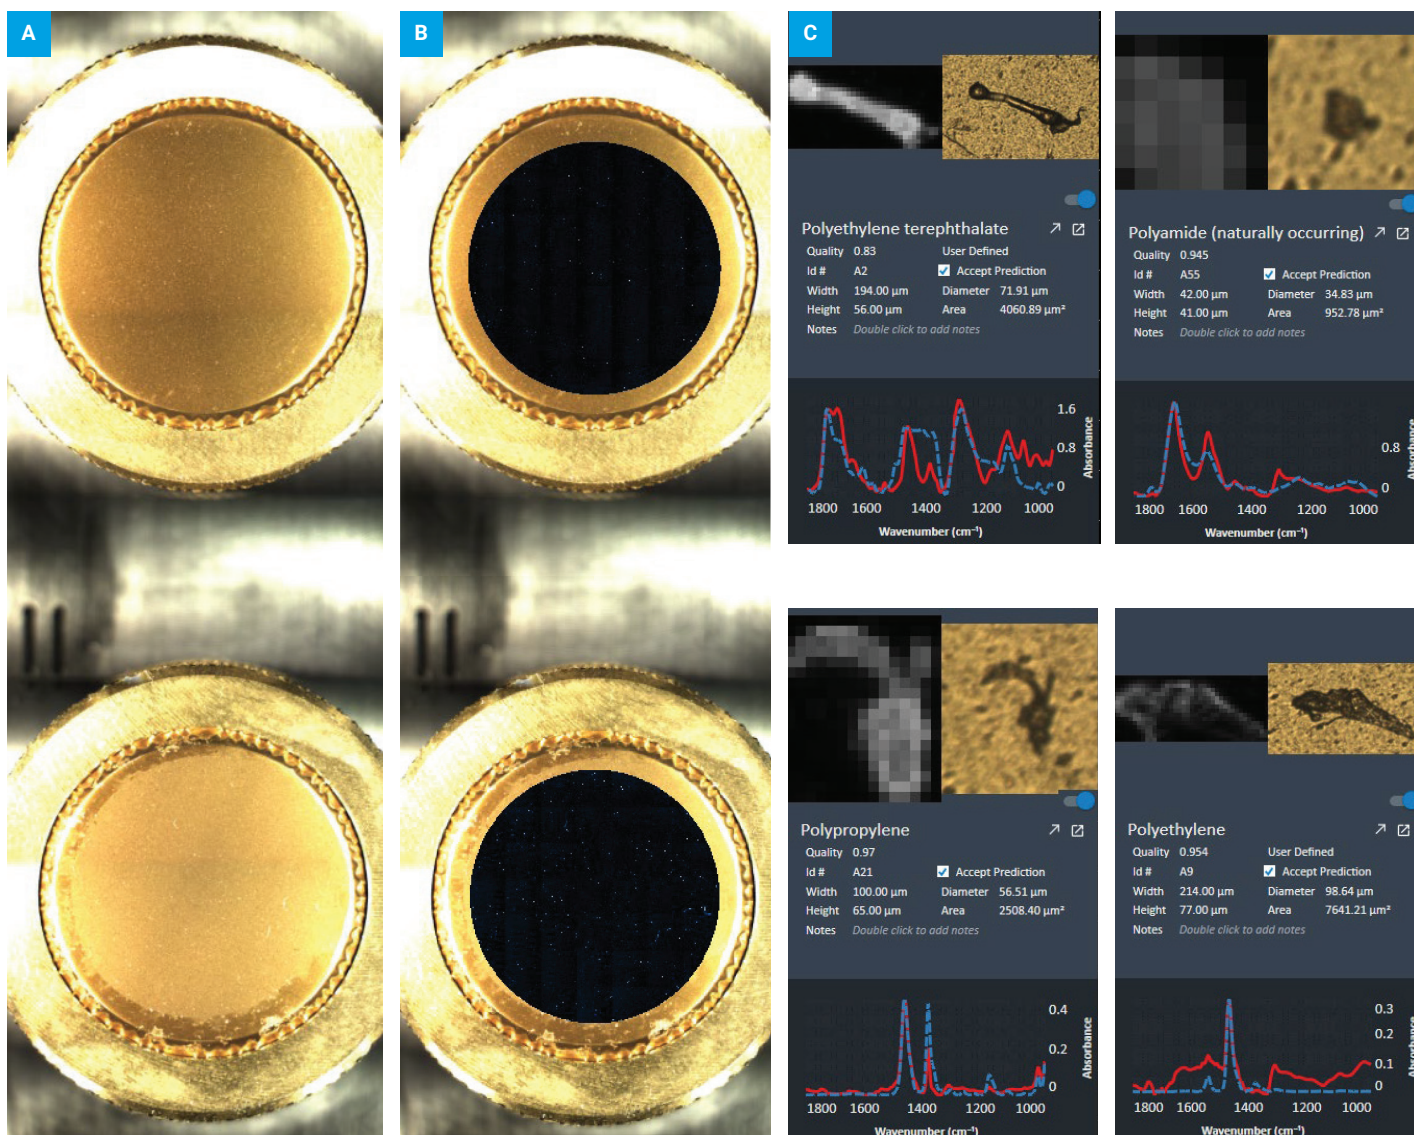 A
B
C
Polyethylene terephthalate
Quality 0.83 User Defined
Id # A2 Accept Prediction
Width 194.00 µm Diameter 71.91 µm
Height 56.00 µm Area 4060.89 µm²
Notes Double click to add notes
1.6
0.8
0
Absorbance
1800 1600 1400 1200 1000
Wavenumber (cm⁻¹)
Polyamide (naturally occurring)
Quality 0.945
Id # A55 Accept Prediction
Width 42.00 µm Diameter 34.83 µm
Height 41.00 µm Area 952.78 µm²
Notes Double click to add notes
0.8
0
Absorbance
1800 1600 1400 1200 1000
Wavenumber (cm⁻¹)
Polypropylene
Quality 0.97
Id # A21 Accept Prediction
Width 100.00 µm Diameter 56.51 µm
Height 65.00 µm Area 2508.40 µm²
Notes Double click to add notes
0.4
0.2
0
Absorbance
1800 1600 1400 1200 1000
Wavenumber (cm⁻¹)
Polyethylene
Quality 0.954 User Defined
Id # A9 Accept Prediction
Width 214.00 µm Diameter 98.64 µm
Height 77.00 µm Area 7641.21 µm²
Notes Double click to add notes
0.3
0.2
0.1
0
Absorbance
1800 1600 1400 1200 1000
Wavenumber (cm⁻¹)